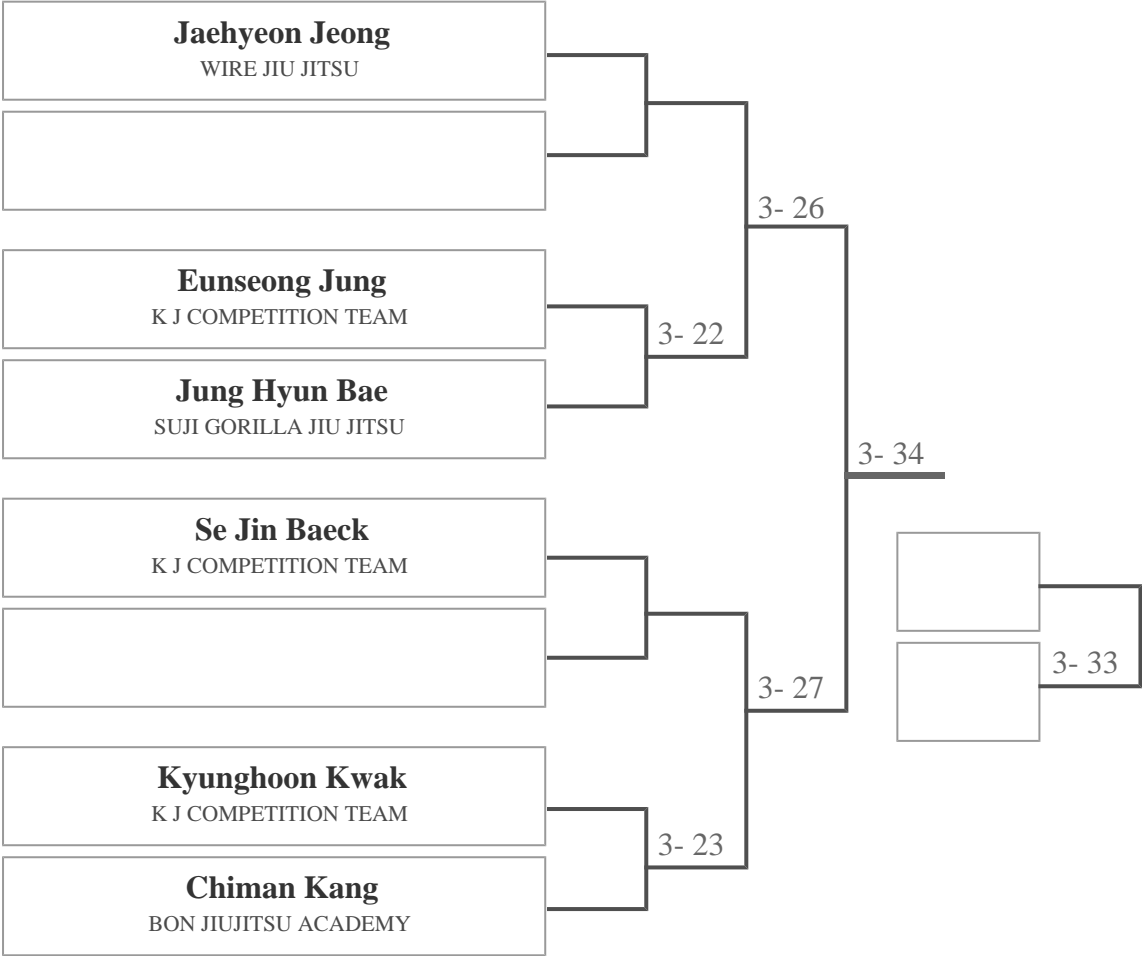 Jaehyeon Jeong
WIRE JIU JITSU
3- 26
Eunseong Jung
K J COMPETITION TEAM
3- 22
Jung Hyun Bae
SUJI GORILLA JIU JITSU
3- 34
Se Jin Baeck
K J COMPETITION TEAM
3- 33
3- 27
Kyunghoon Kwak
K J COMPETITION TEAM
3- 23
Chiman Kang
BON JIUJITSU ACADEMY